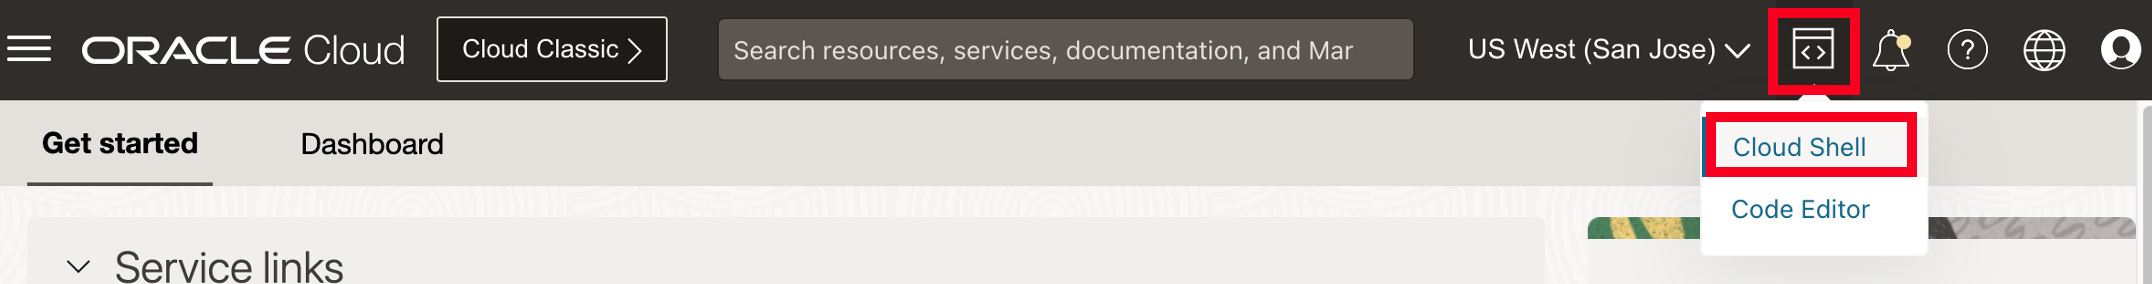 ORACLE Cloud
Cloud Classic
Search resources, services, documentation, and Mar
US West (San Jose)
Get started
Dashboard
Cloud Shell
Code Editor
Service links